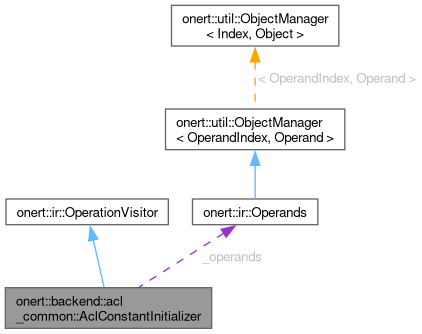 onert::util::ObjectManager
< Index, Object >
< OperandIndex, Operand >
onert::util::ObjectManager
< OperandIndex, Operand >
onert::ir::OperationVisitor
onert::ir::Operands
_operands
onert::backend::acl
_common::AclConstantInitializer